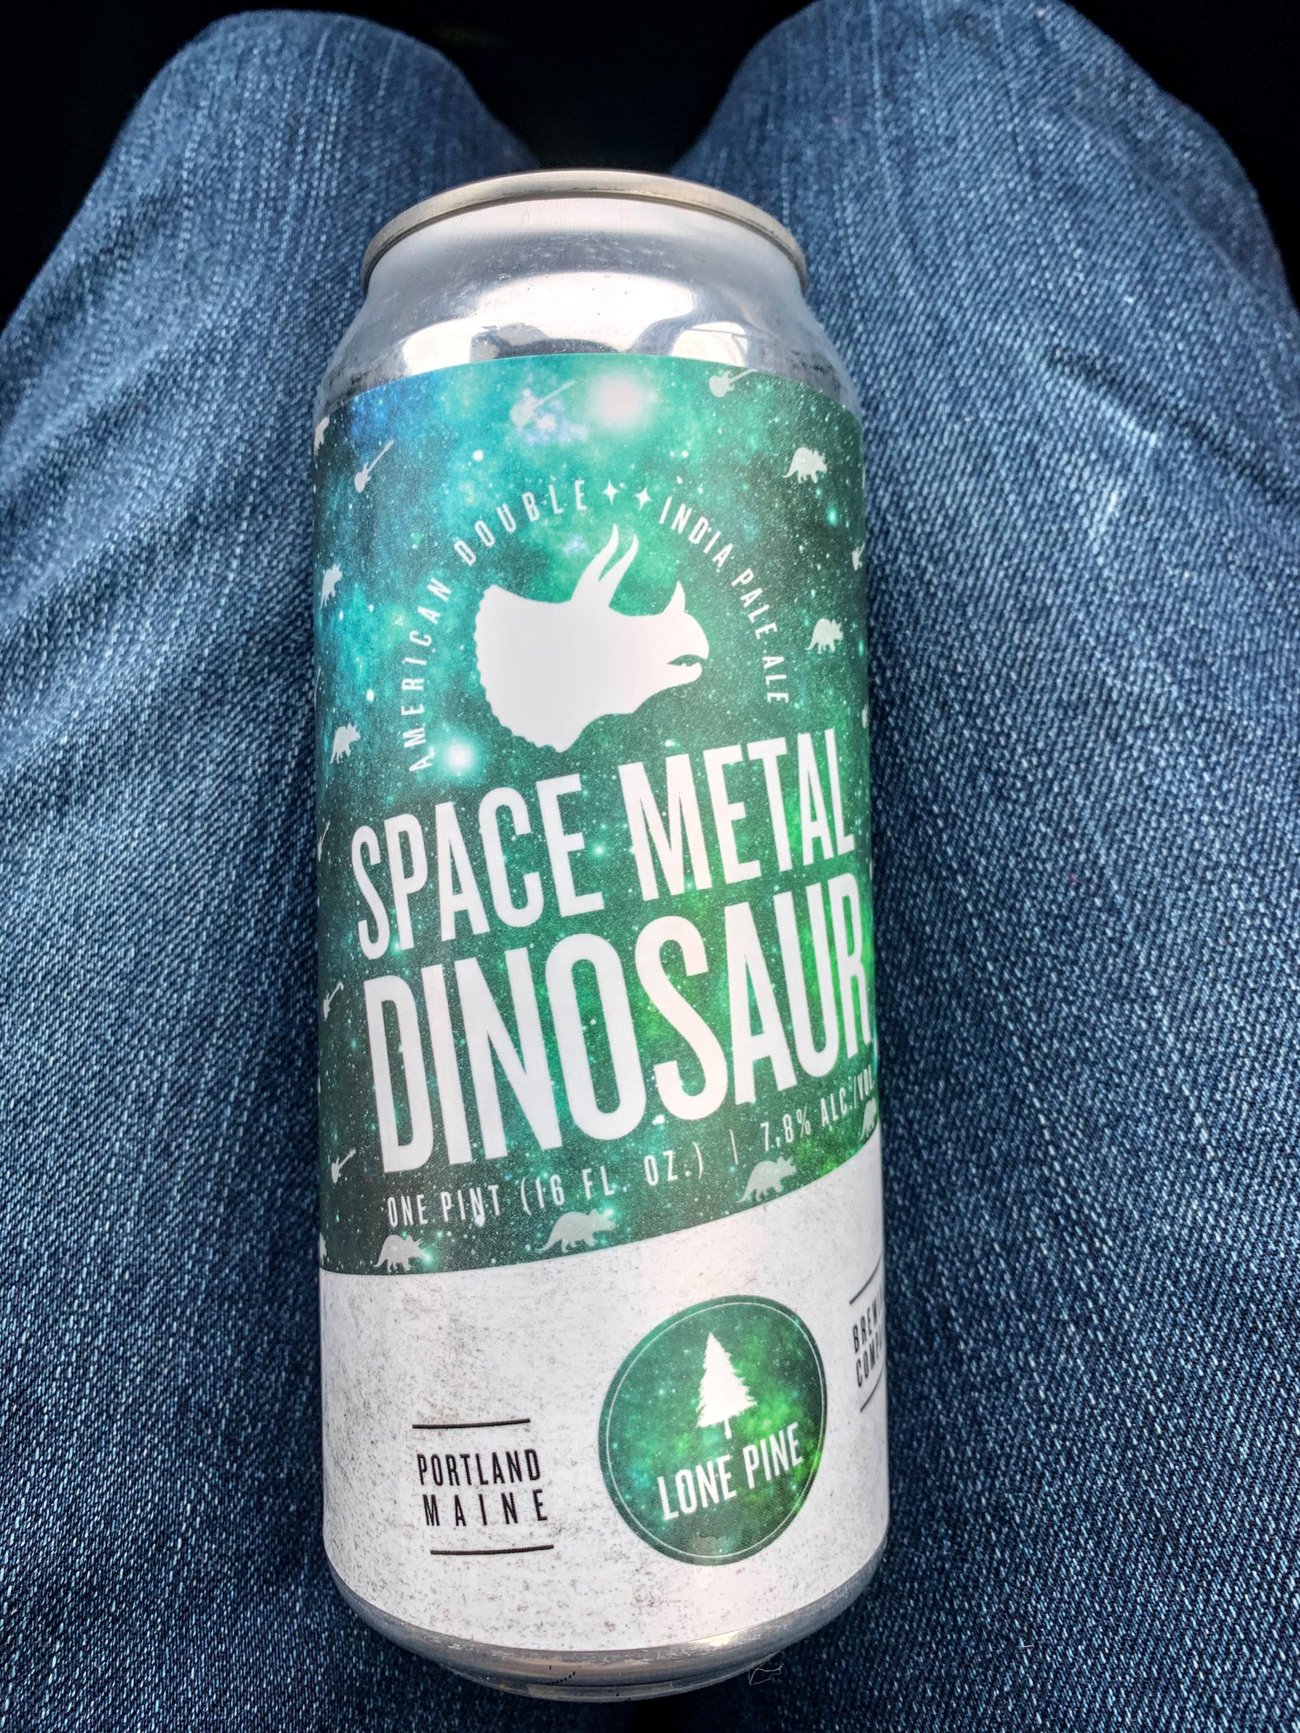 AMERICAN DOUBLE INDIA PALE ALE
SPACE METAL
DINOSAUR
ONE PINT (16 FL. OZ.) | 7.8% ALC./VOL.
PORTLAND
MAINE
LONE PINE